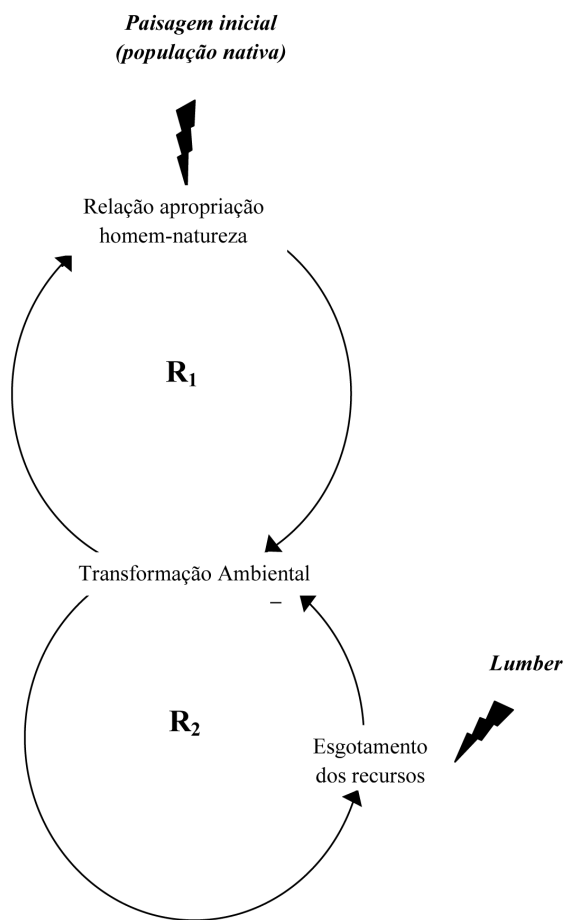 Paisagem inicial
(população nativa)
Relação apropriação
homem-natureza
R₁
Transformação Ambiental
–
Lumber
R₂
Esgotamento
dos recursos